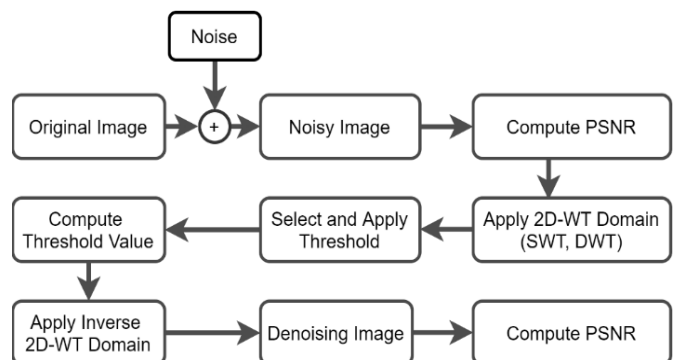 Noise
Original Image
+
Noisy Image
Compute PSNR
Apply 2D-WT Domain
(SWT, DWT)
Select and Apply
Threshold
Compute
Threshold Value
Apply Inverse
2D-WT Domain
Denoising Image
Compute PSNR